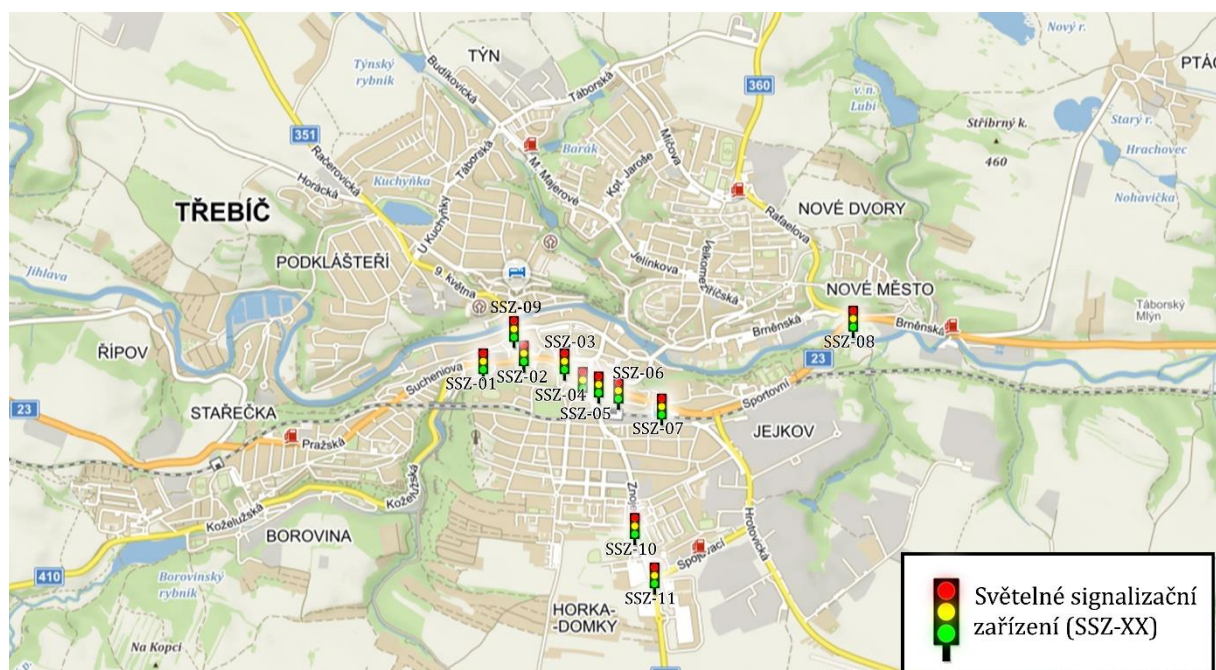 TÝN
Týnský
rybník
Budíkovická
Táborská
360
v. n.
Lubí
Nový r.
PTÁČ
Stříbrný k.
460
Starý r.
Hrachovec
Nohavička
351
Račerovická
Horácká
Kuchyňka
Táborská
M. Majerové
Barák
Kpt. Jaroše
Míčova
TŘEBÍČ
U Kuchyňky
PODKLÁŠTEŘÍ
Rafaelova
NOVÉ DVORY
Jelínkova
Velkomeziříčská
9. května
Jihlava
NOVÉ MĚSTO
Táborský
Mlýn
SSZ-09
SSZ-03
SSZ-06
Brněnská
SSZ-08
Brněnská
ŘÍPOV
Sucheniova
SSZ-01
SSZ-02
SSZ-04
SSZ-05
SSZ-07
23
Sportovní
STAŘEČKA
23
Pražská
JEJKOV
Koželužská
Koželužská
BOROVINA
Znoje
SSZ-10
Spojovací
Hrotovická
SSZ-11
410
Borovinský
rybník
HORKA-
-DOMKY
Na Kopci
Světelné signalizační
zařízení (SSZ-XX)